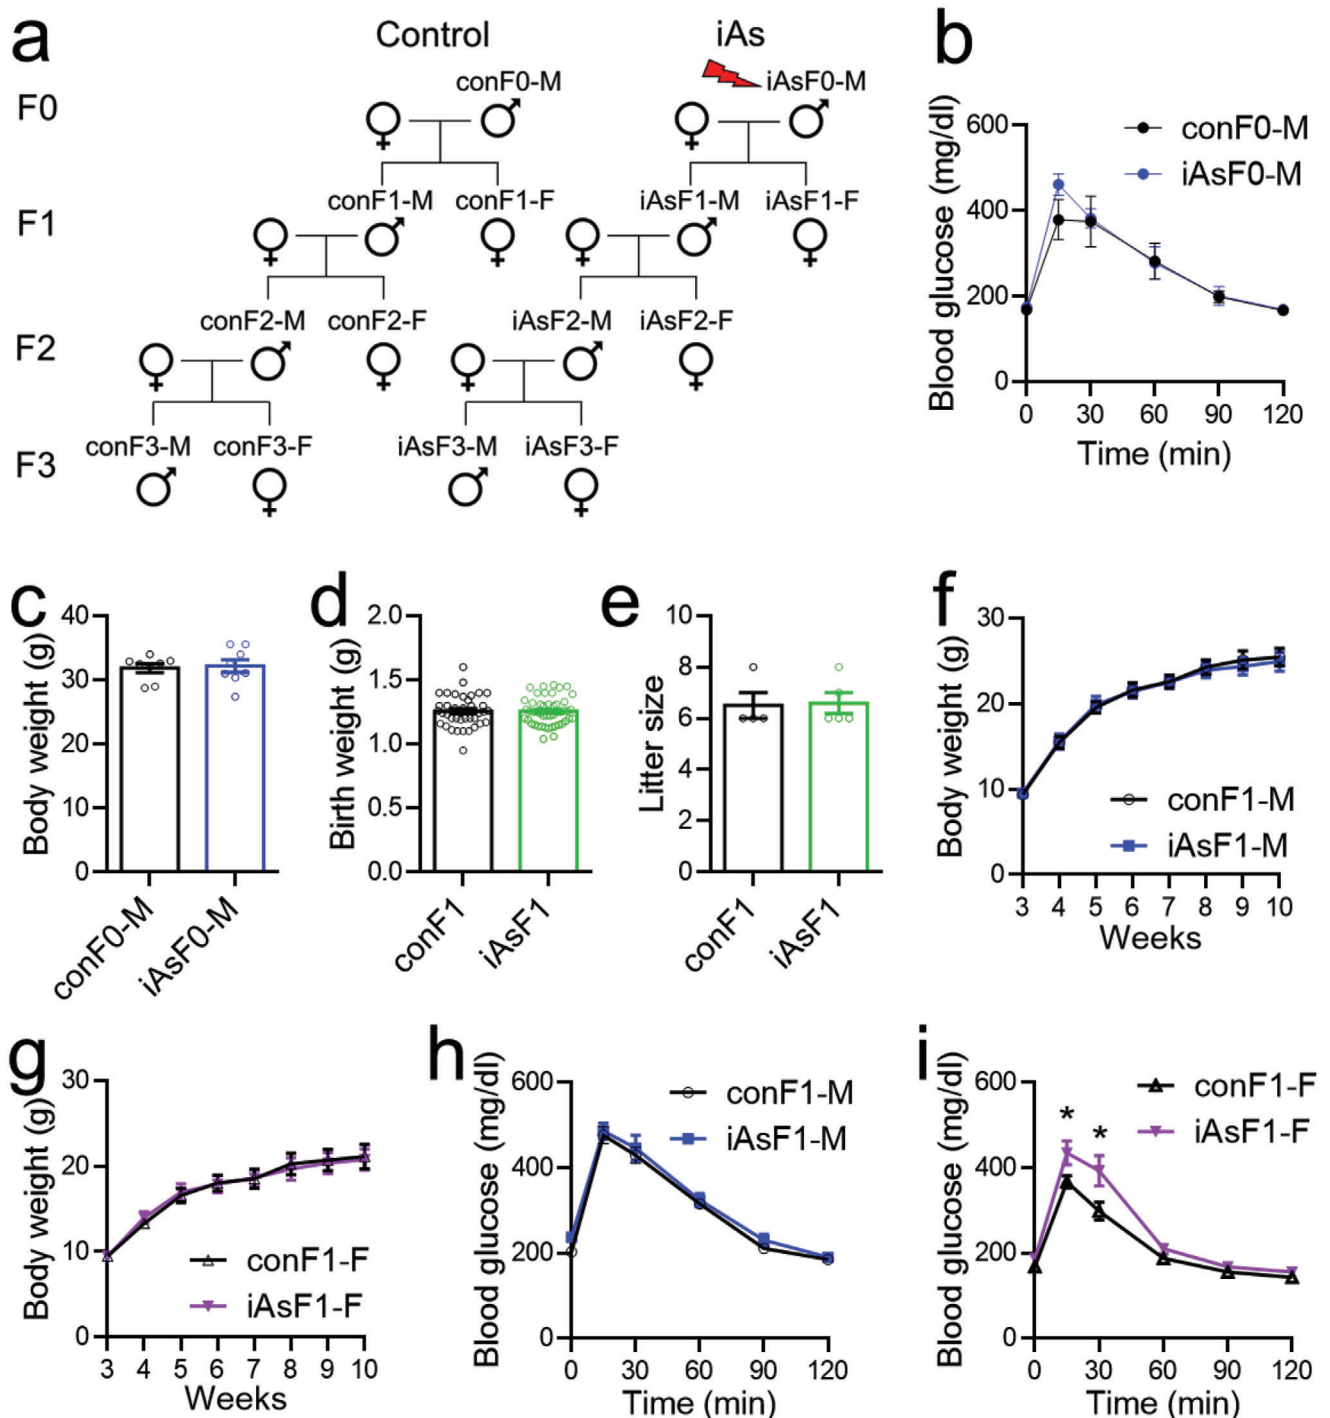 a
Control
iAs
conF0-M
iAsF0-M
F0
conF1-M
conF1-F
iAsF1-M
iAsF1-F
F1
conF2-M
conF2-F
iAsF2-M
iAsF2-F
F2
conF3-M
conF3-F
iAsF3-M
iAsF3-F
F3
b
Blood glucose (mg/dl)
600
400
200
0
conF0-M
iAsF0-M
0 30 60 90 120
Time (min)
c
Body weight (g)
40
30
20
10
0
conF0-M
iAsF0-M
d
Birth weight (g)
2.0
1.5
1.0
0.5
0.0
conF1
iAsF1
e
Litter size
10
8
6
4
2
0
conF1
iAsF1
f
Body weight (g)
30
20
10
0
conF1-M
iAsF1-M
3 4 5 6 7 8 9 10
Weeks
g
Body weight (g)
30
20
10
0
conF1-F
iAsF1-F
3 4 5 6 7 8 9 10
Weeks
h
Blood glucose (mg/dl)
600
400
200
0
conF1-M
iAsF1-M
0 30 60 90 120
Time (min)
i
Blood glucose (mg/dl)
600
400
200
0
conF1-F
iAsF1-F
* *
0 30 60 90 120
Time (min)